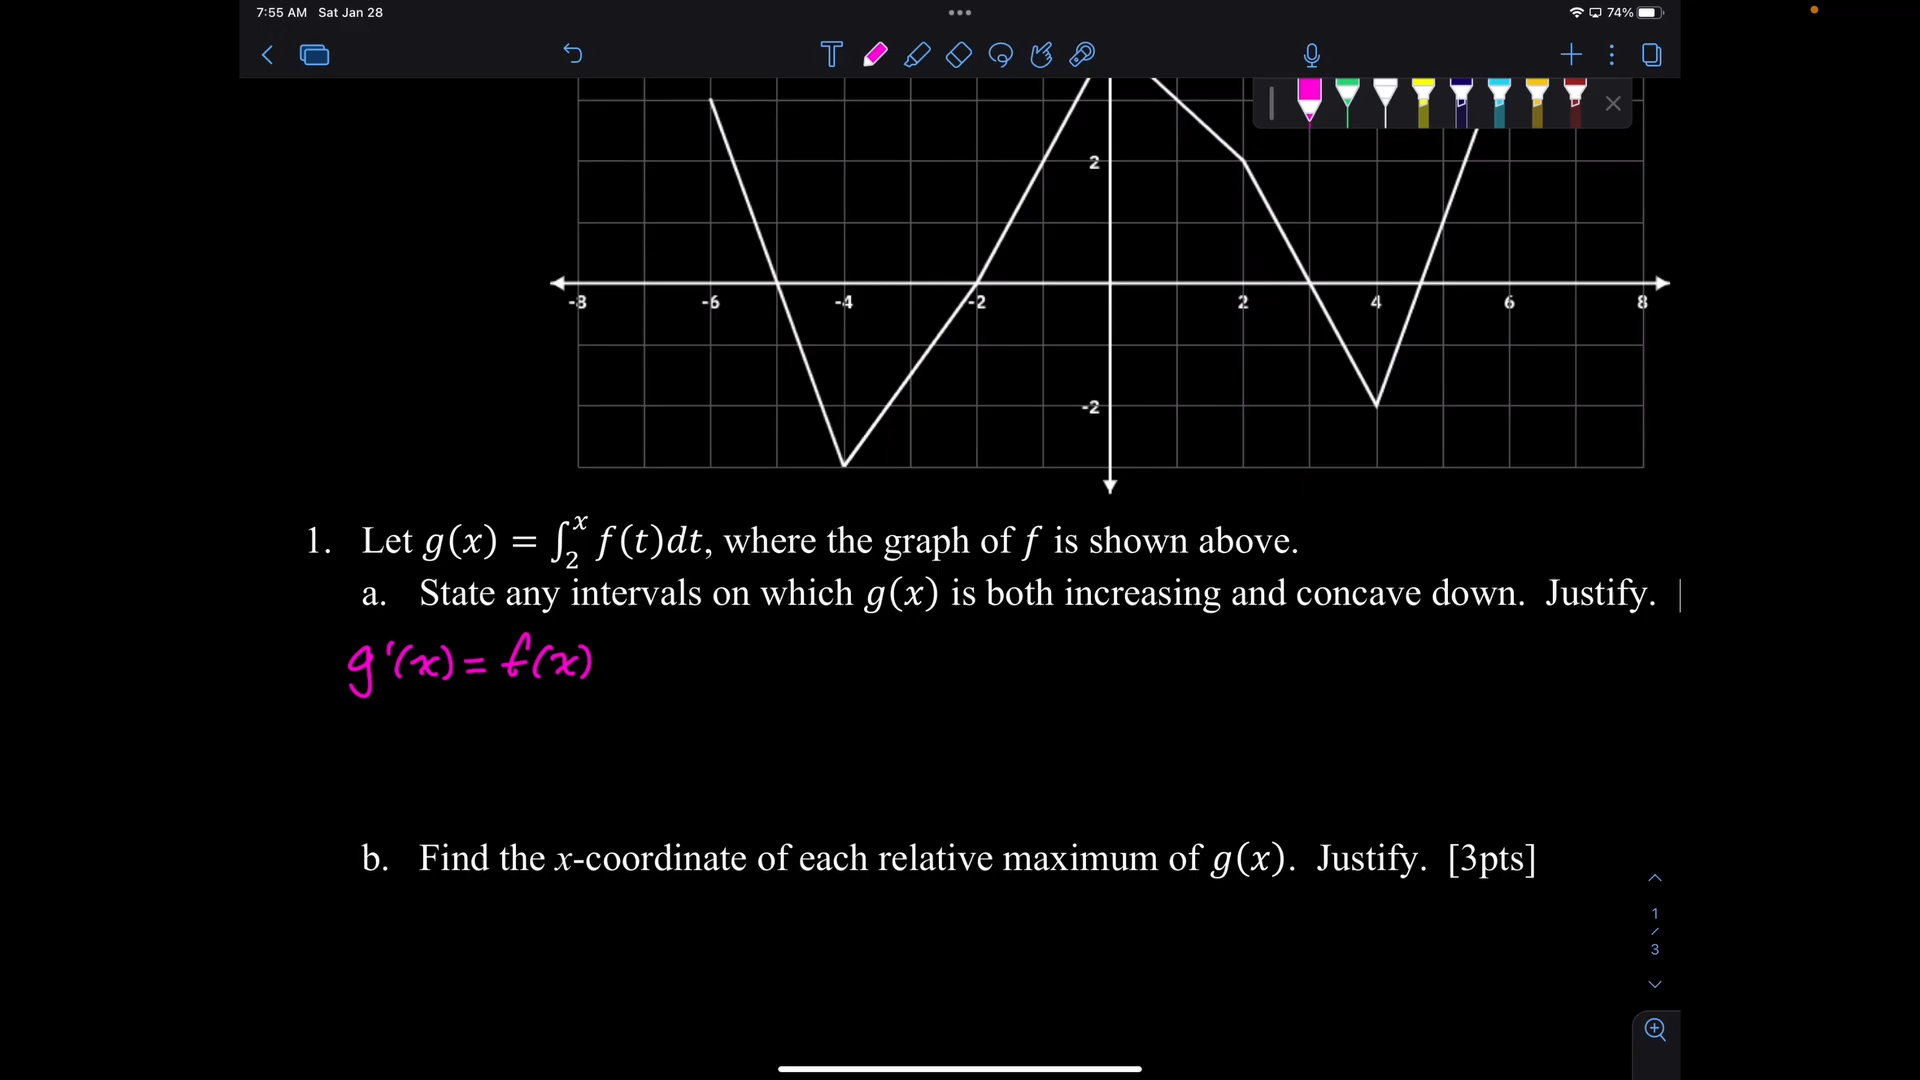 7:55 AM Sat Jan 28
74%
T
2
-8 -6 -4 -2 2 4 6 8
-2
1. Let g(x) = ∫₂ˣ f(t)dt, where the graph of f is shown above.
a. State any intervals on which g(x) is both increasing and concave down. Justify.
g'(x) = f(x)
b. Find the x-coordinate of each relative maximum of g(x). Justify. [3pts]
1
/
3